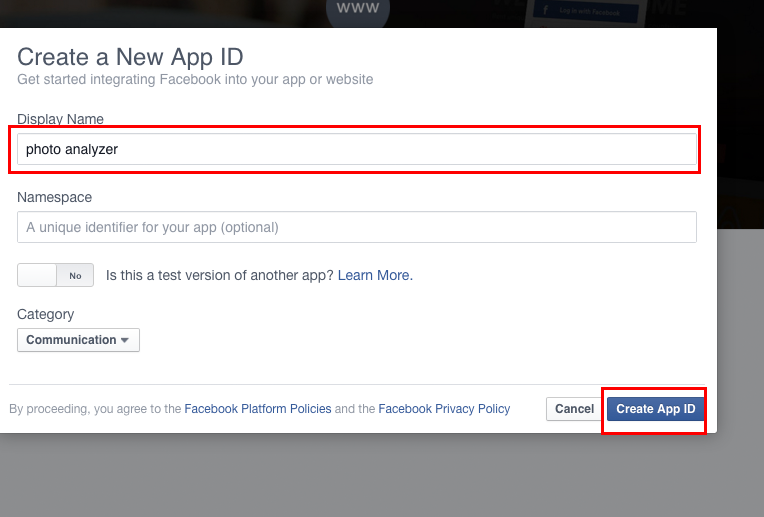 www
Log in with Facebook
Create a New App ID
Get started integrating Facebook into your app or website
Display Name
photo analyzer
Namespace
A unique identifier for your app (optional)
No
Is this a test version of another app? Learn More.
Category
Communication
By proceeding, you agree to the Facebook Platform Policies and the Facebook Privacy Policy
Cancel
Create App ID